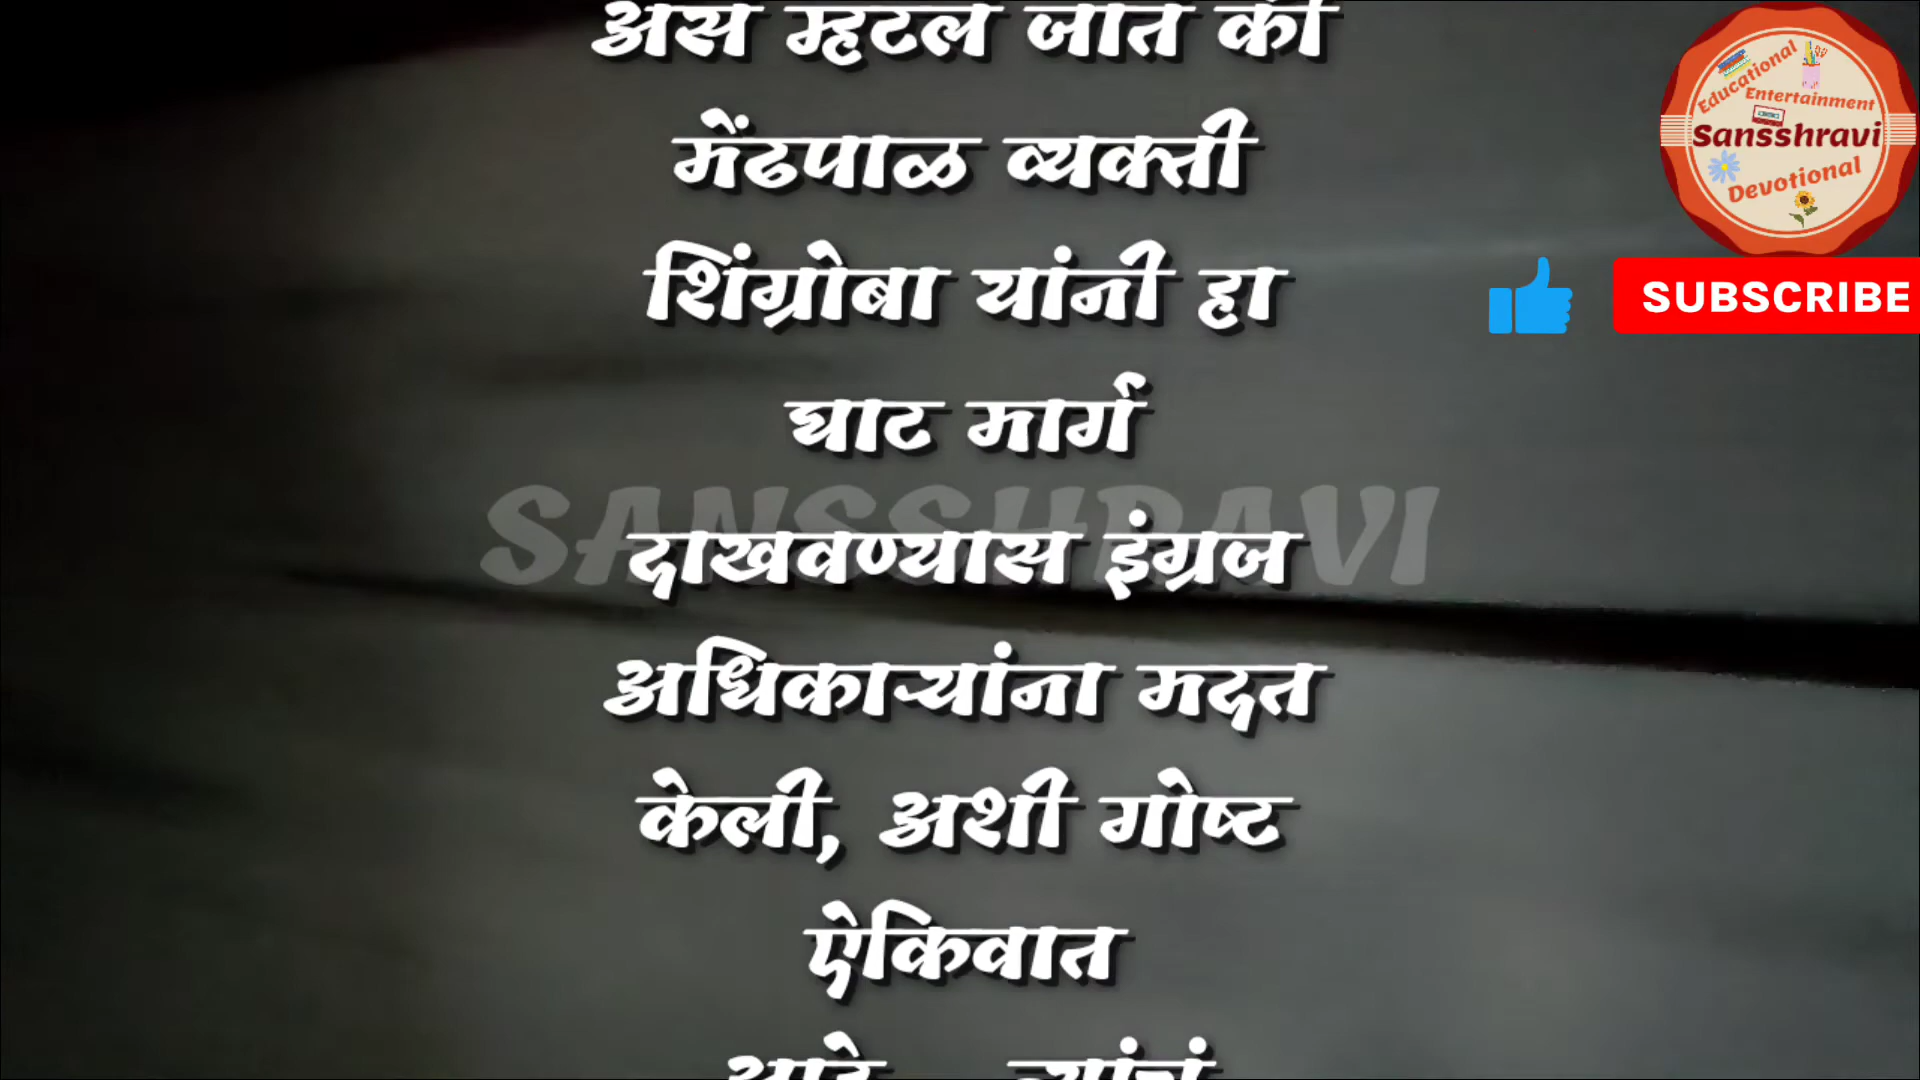 असं म्हटलं जातं की
मेंढपाळ व्यक्ती
शिंग्रोबा यांनी हा
घाट मार्ग
दाखवण्यास इंग्रज
अधिकाऱ्यांना मदत
केली, अशी गोष्ट
ऐकिवात
SANSSHRAVI
Educational
Entertainment
Sansshravi
Devotional
SUBSCRIBE